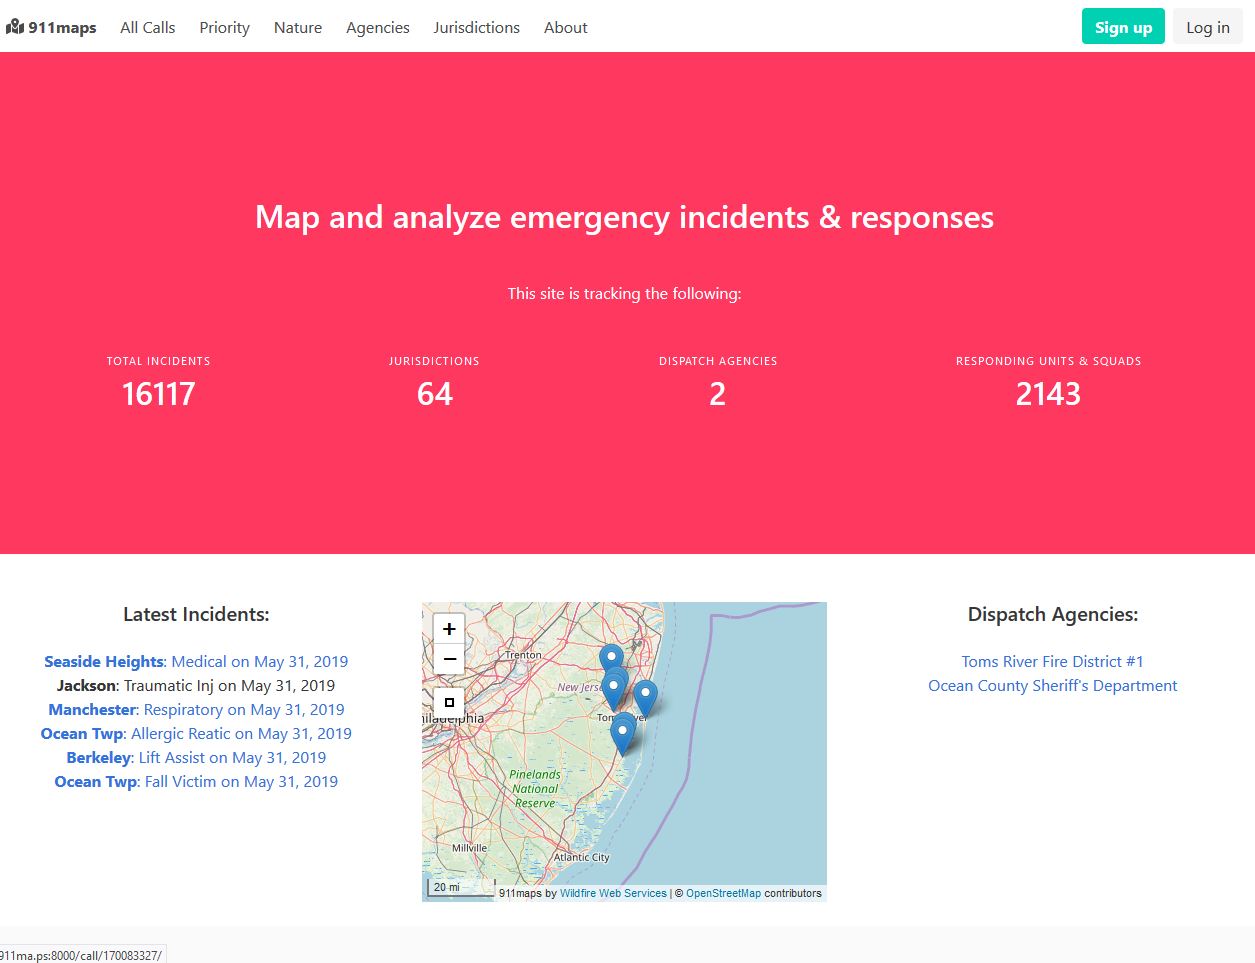 911maps All Calls Priority Nature Agencies Jurisdictions About Sign up Log in
Map and analyze emergency incidents & responses
This site is tracking the following:
TOTAL INCIDENTS JURISDICTIONS DISPATCH AGENCIES RESPONDING UNITS & SQUADS
16117 64 2 2143
Latest Incidents:
Seaside Heights: Medical on May 31, 2019
Jackson: Traumatic Inj on May 31, 2019
Manchester: Respiratory on May 31, 2019
Ocean Twp: Allergic Reatic on May 31, 2019
Berkeley: Lift Assist on May 31, 2019
Ocean Twp: Fall Victim on May 31, 2019
+
−
Trenton
New Jerse
iladelphia
Toms River
Pinelands
National
Reserve
Millville
Atlantic City
20 mi
911maps by Wildfire Web Services | © OpenStreetMap contributors
Dispatch Agencies:
Toms River Fire District #1
Ocean County Sheriff's Department
911ma.ps:8000/call/170083327/